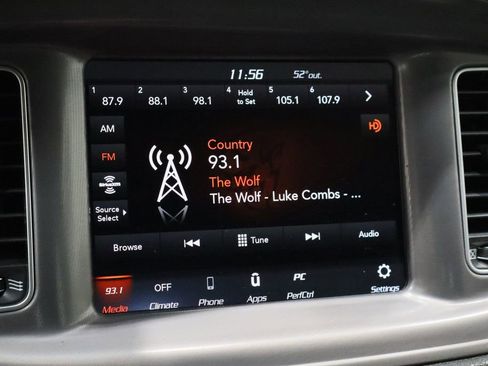 11:56 52° out.
1 87.9 2 88.1 3 98.1 4 Hold to Set 5 105.1 6 107.9
AM
HD
Country
FM
93.1
The Wolf
SiriusXM
The Wolf - Luke Combs - ...
Source
Select
Browse Tune Audio
93.1 OFF ū PC
Media Climate Phone Apps PerfCtrl Settings